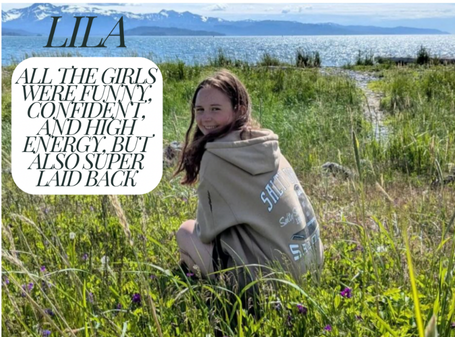 LILA
ALL THE GIRLS
WERE FUNNY,
CONFIDENT,
AND HIGH
ENERGY, BUT
ALSO SUPER
LAID BACK